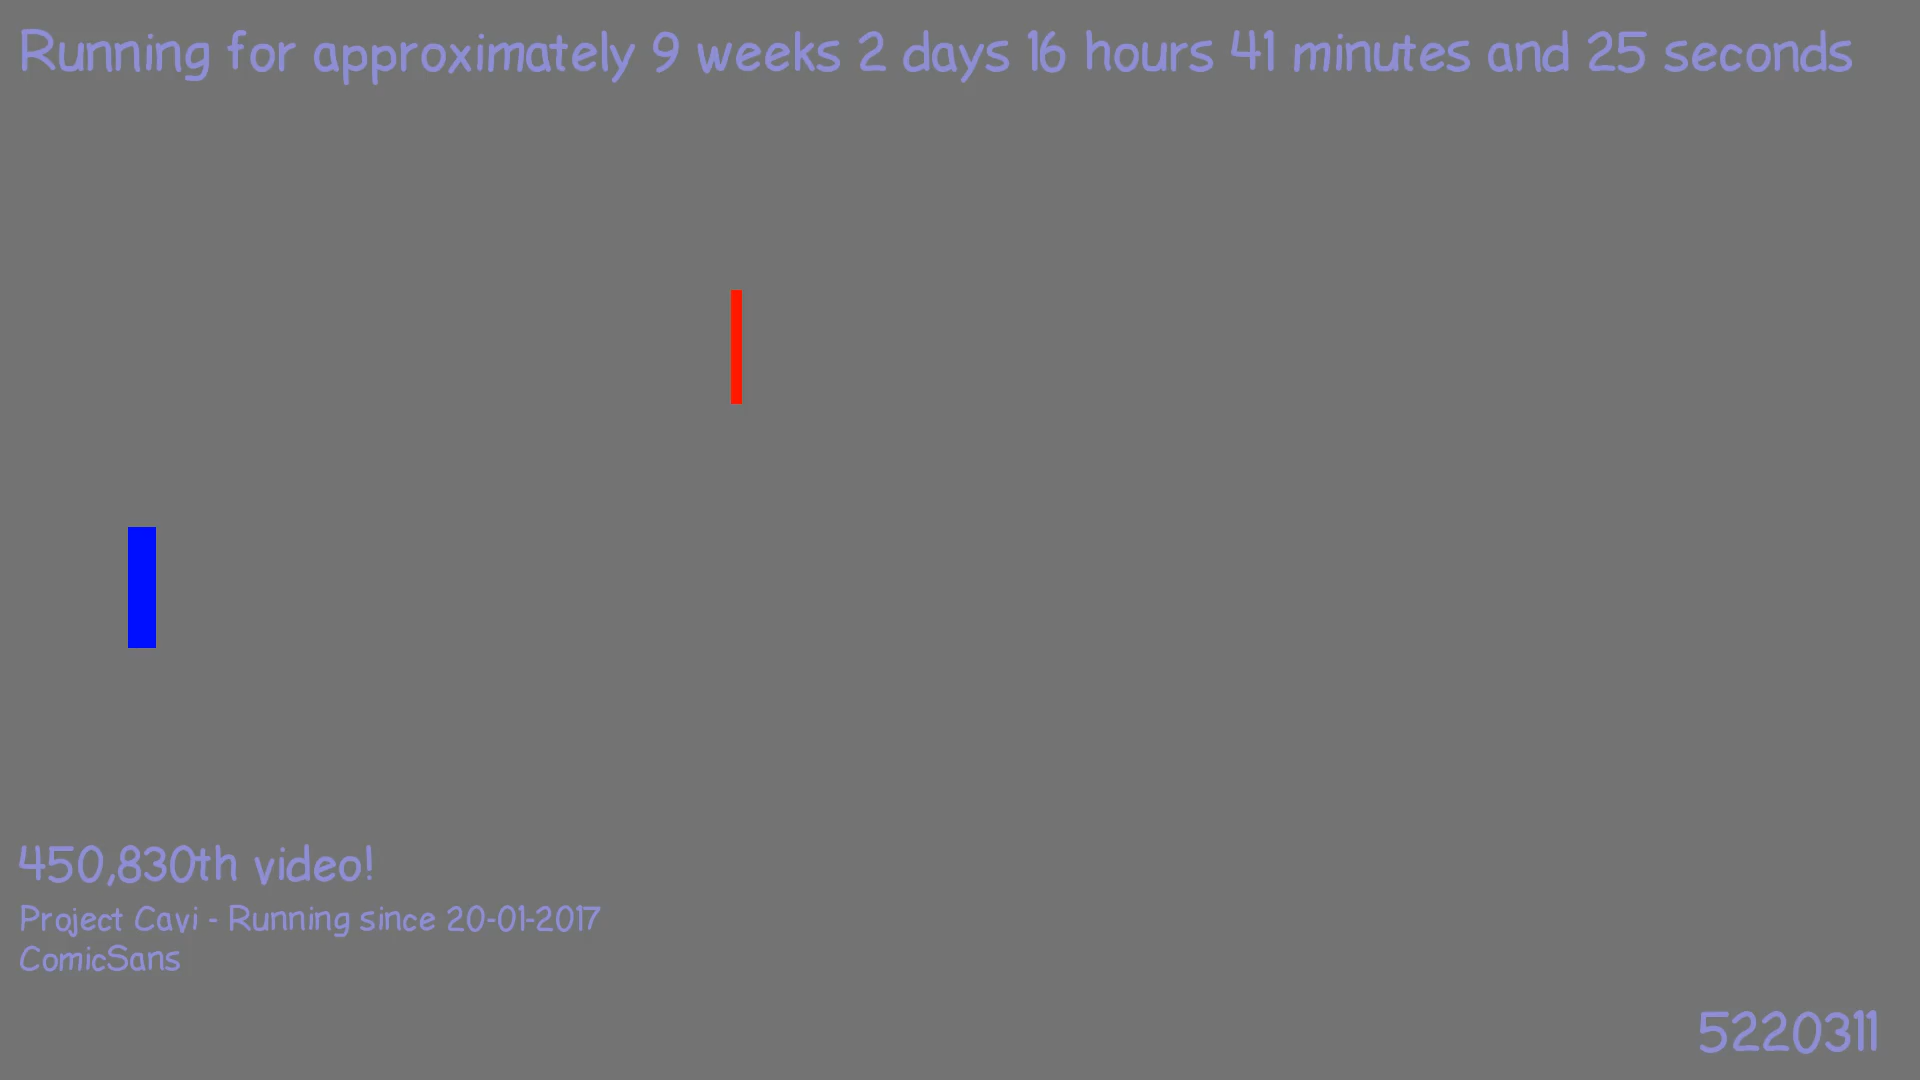 Running for approximately 9 weeks 2 days 16 hours 41 minutes and 25 seconds
450,830th video!
Project Cavi - Running since 20-01-2017
ComicSans
5220311